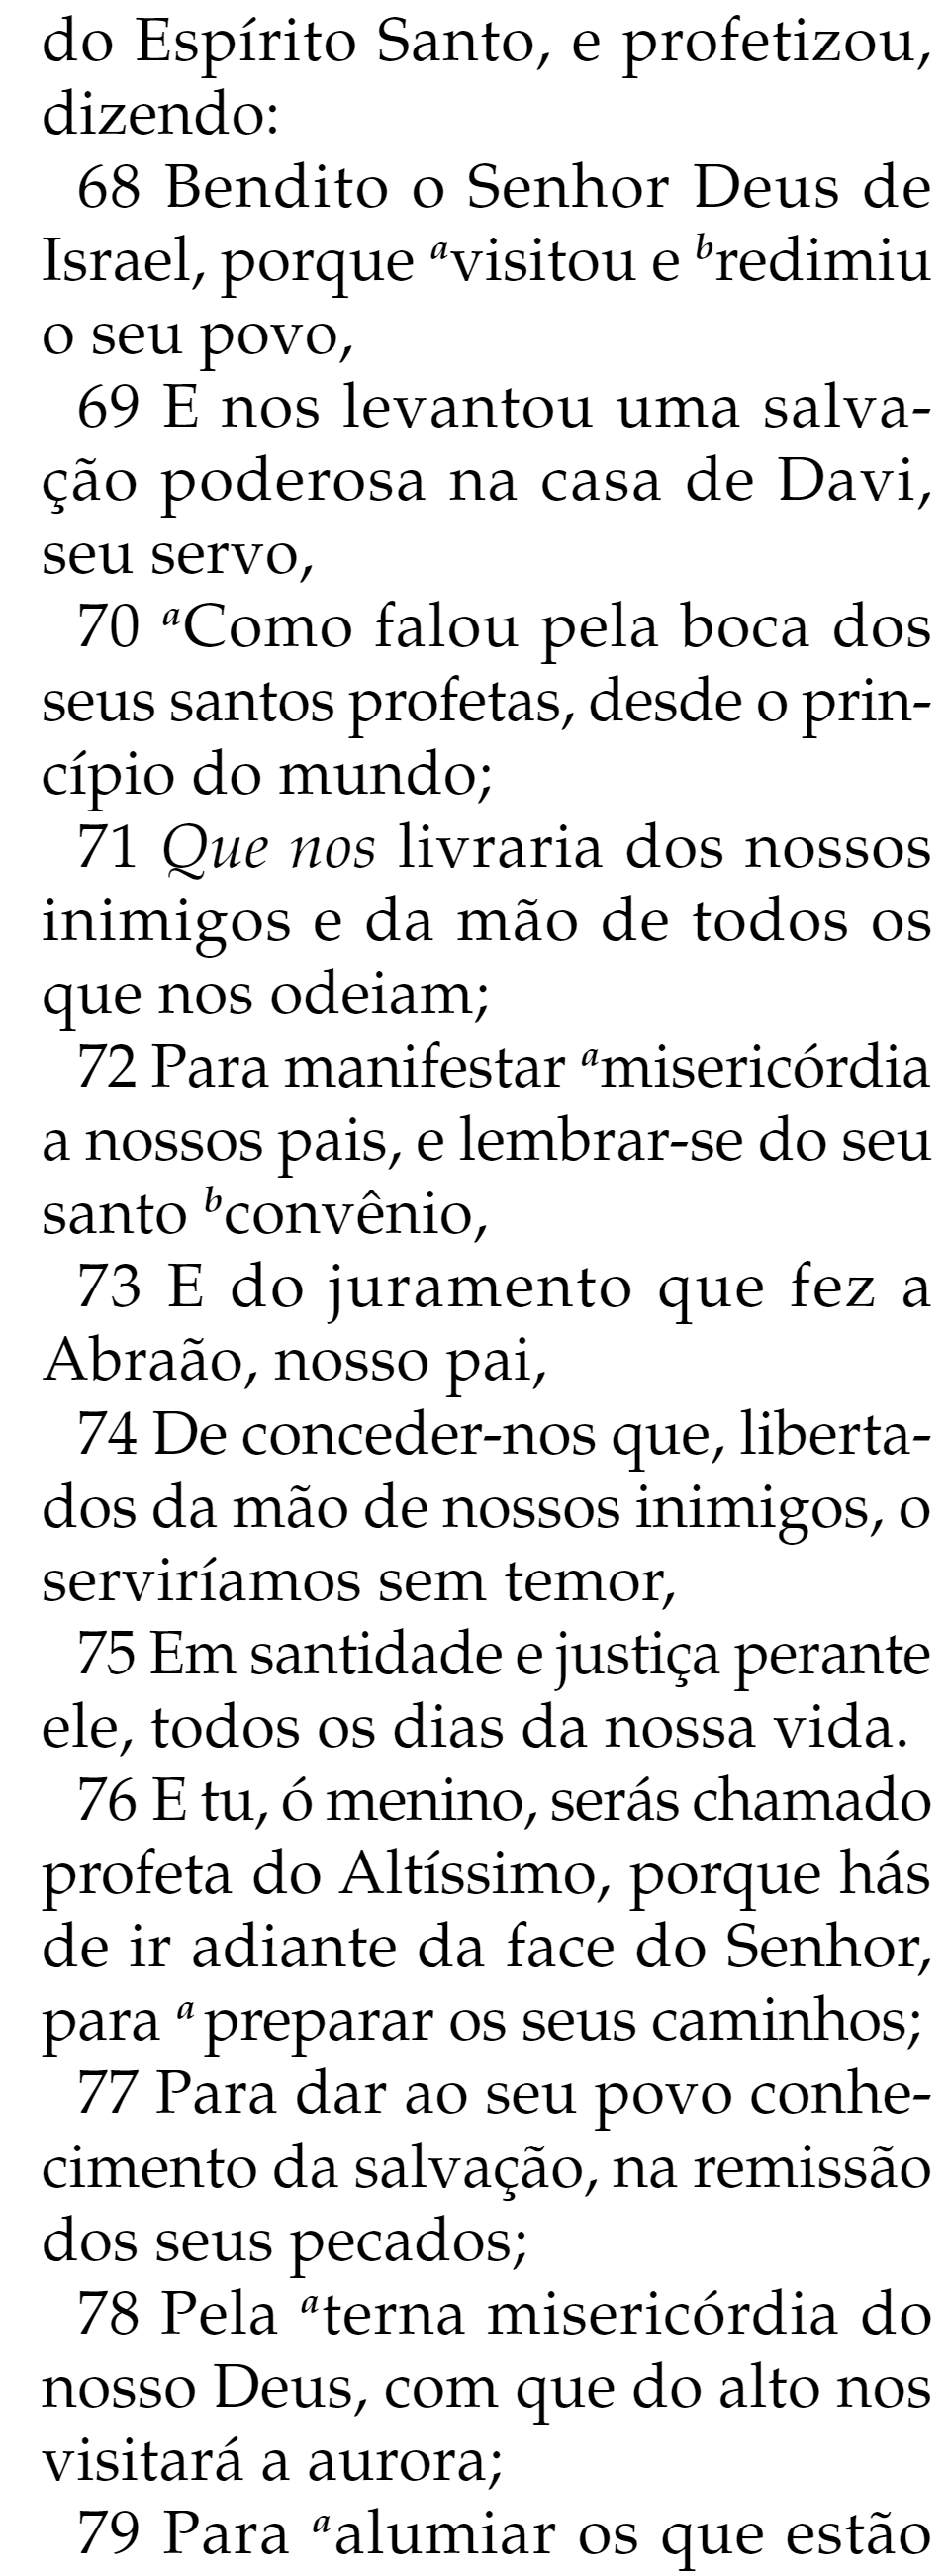 do Espírito Santo, e profetizou,
dizendo:
68 Bendito o Senhor Deus de
Israel, porque ᵃvisitou e ᵇredimiu
o seu povo,
69 E nos levantou uma salva-
ção poderosa na casa de Davi,
seu servo,
70 ᵃComo falou pela boca dos
seus santos profetas, desde o prin-
cípio do mundo;
71 Que nos livraria dos nossos
inimigos e da mão de todos os
que nos odeiam;
72 Para manifestar ᵃmisericórdia
a nossos pais, e lembrar-se do seu
santo ᵇconvênio,
73 E do juramento que fez a
Abraão, nosso pai,
74 De conceder-nos que, liberta-
dos da mão de nossos inimigos, o
serviríamos sem temor,
75 Em santidade e justiça perante
ele, todos os dias da nossa vida.
76 E tu, ó menino, serás chamado
profeta do Altíssimo, porque hás
de ir adiante da face do Senhor,
para ᵃpreparar os seus caminhos;
77 Para dar ao seu povo conhe-
cimento da salvação, na remissão
dos seus pecados;
78 Pela ᵃterna misericórdia do
nosso Deus, com que do alto nos
visitará a aurora;
79 Para ᵃalumiar os que estão